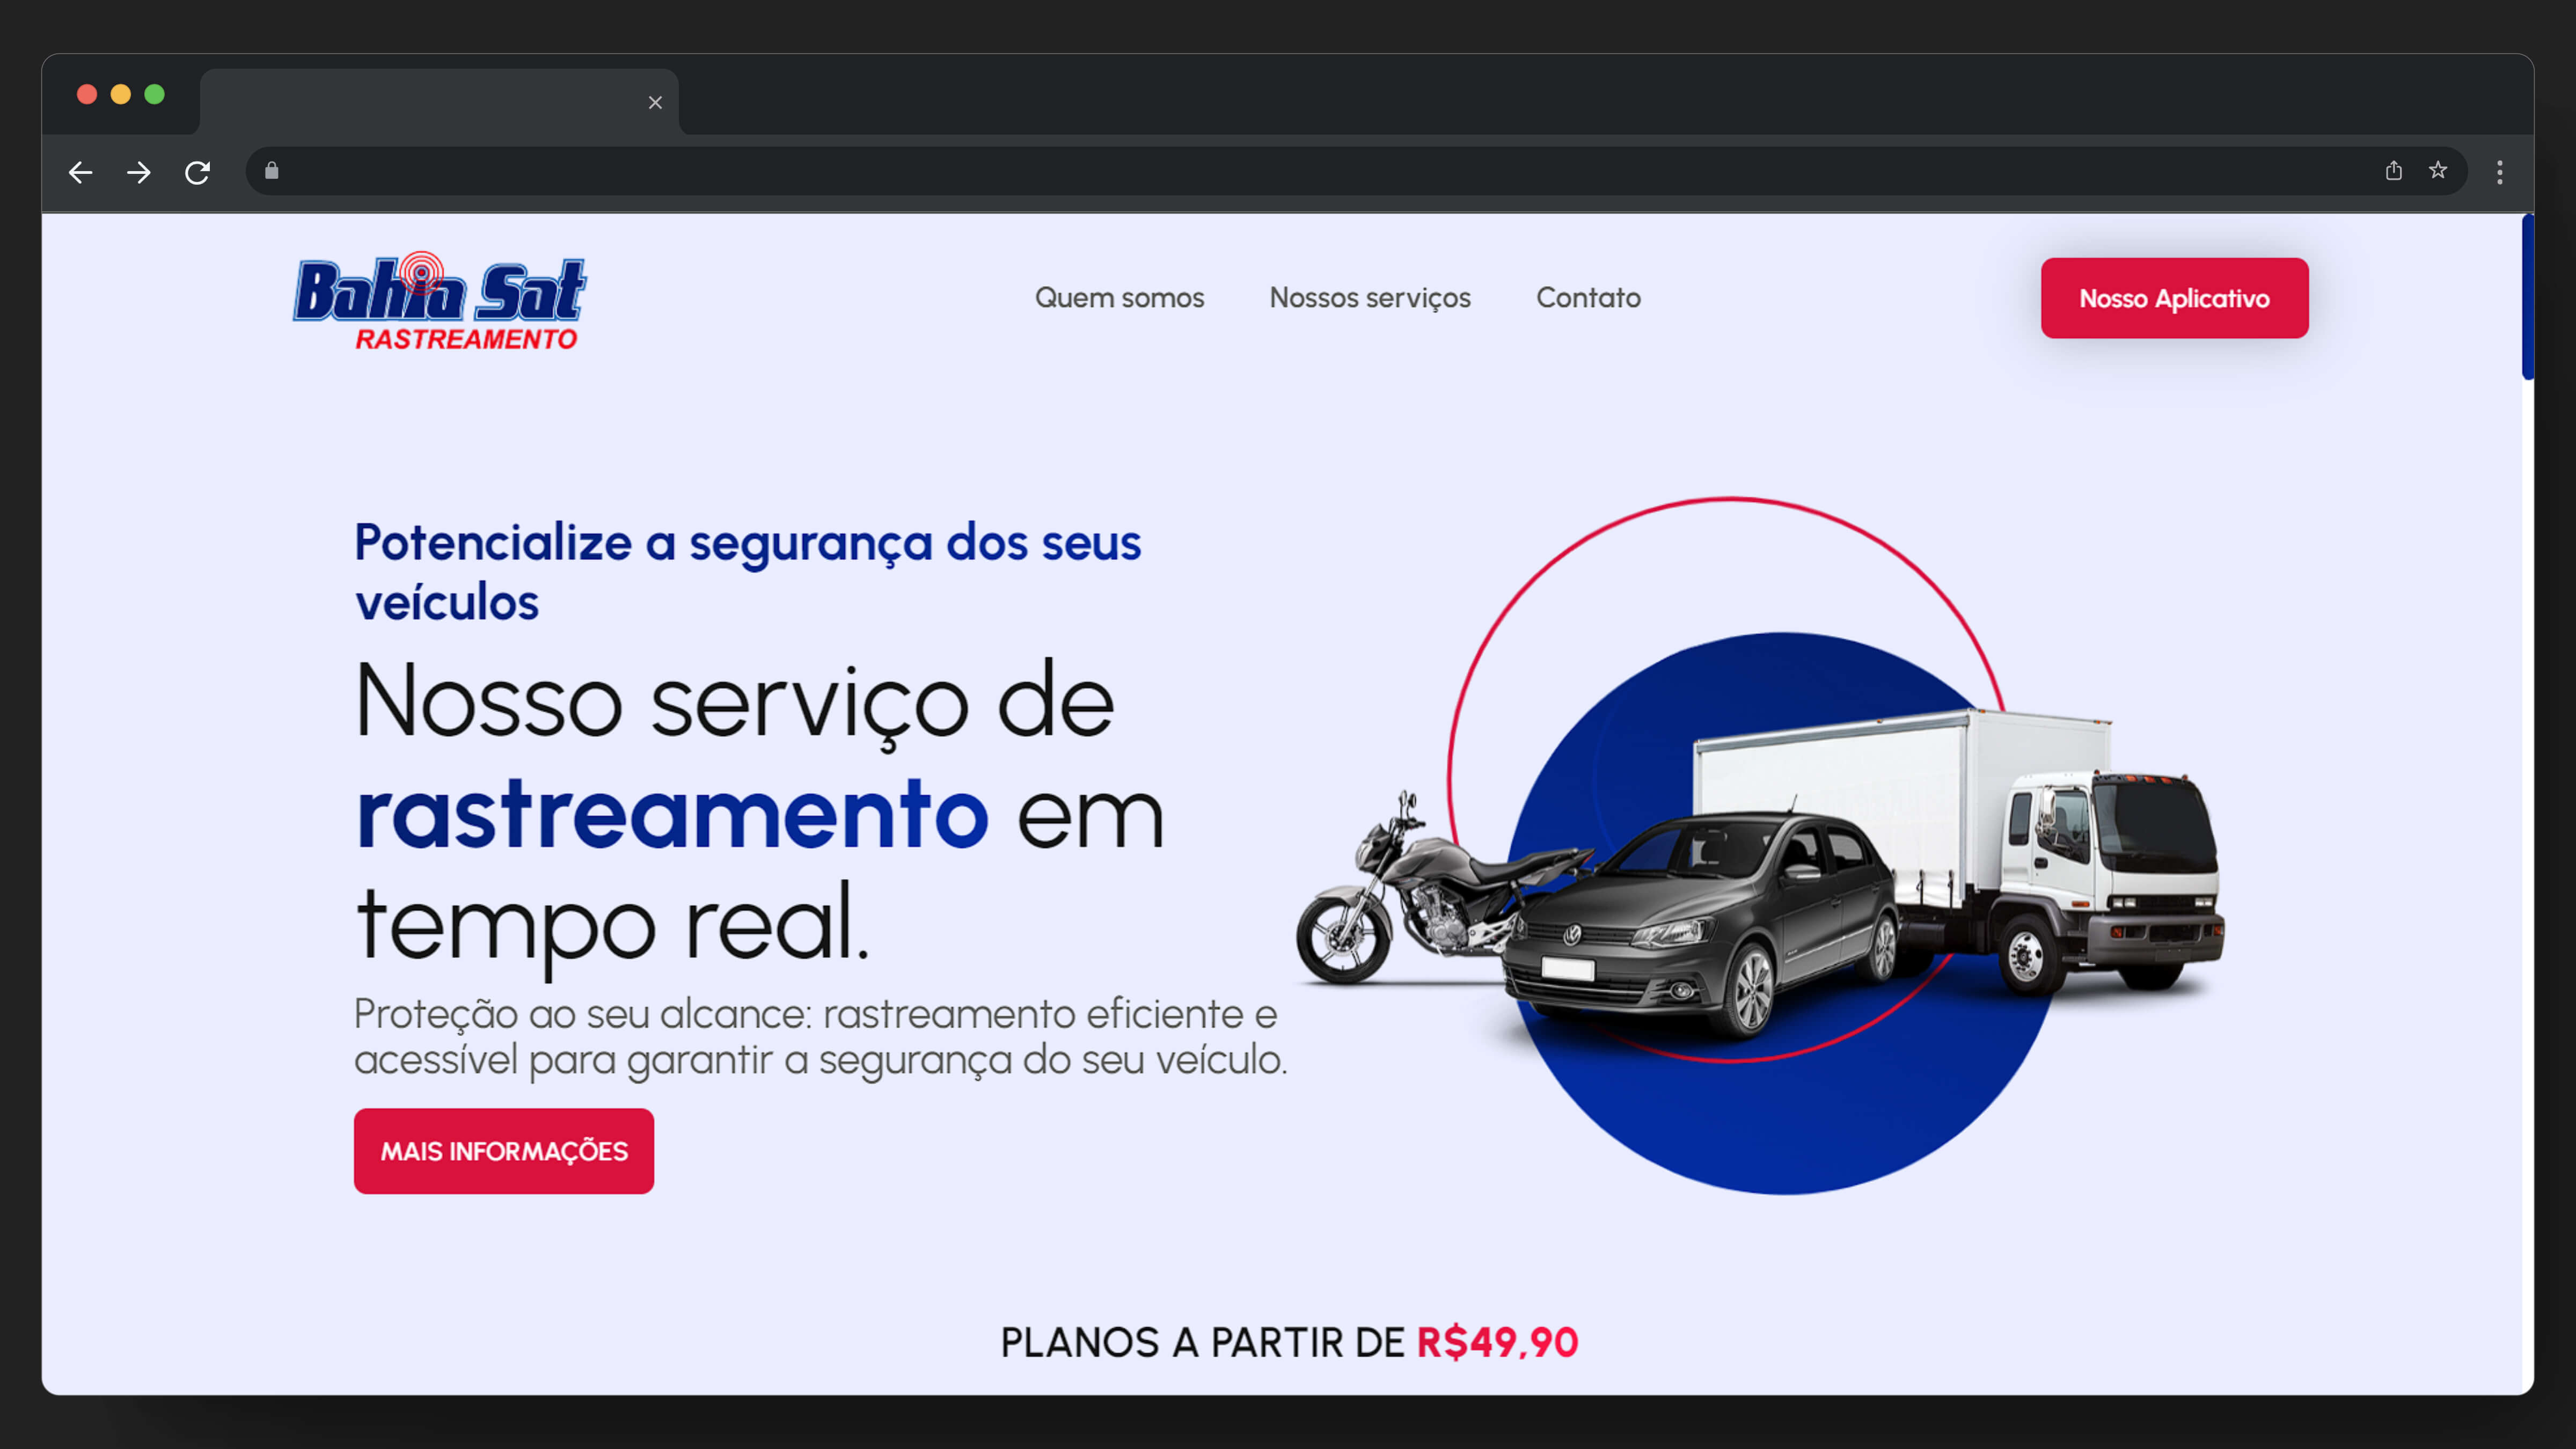 Bahia Sat
RASTREAMENTO
Quem somos
Nossos serviços
Contato
Nosso Aplicativo
Potencialize a segurança dos seus
veículos
Nosso serviço de
rastreamento em
tempo real.
Proteção ao seu alcance: rastreamento eficiente e
acessível para garantir a segurança do seu veículo.
MAIS INFORMAÇÕES
PLANOS A PARTIR DE R$49,90